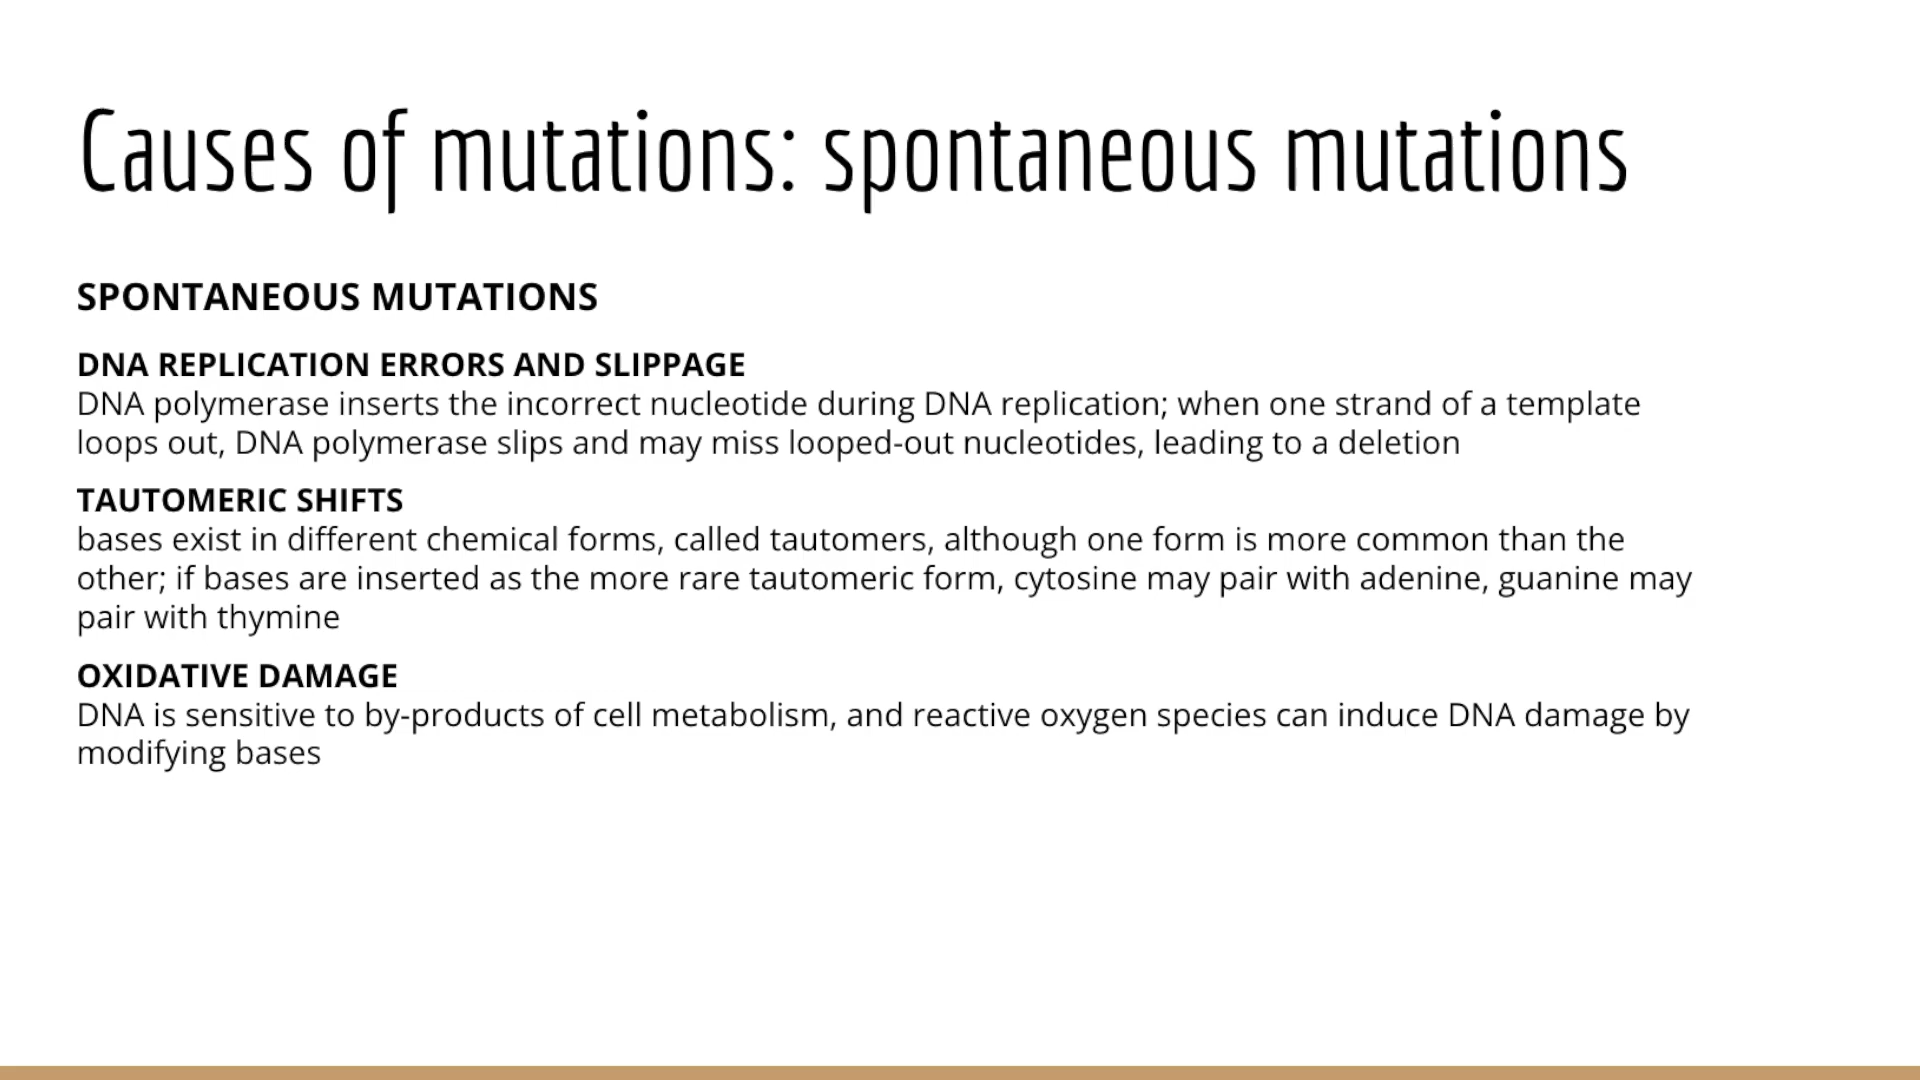 Causes of mutations: spontaneous mutations
SPONTANEOUS MUTATIONS
DNA REPLICATION ERRORS AND SLIPPAGE
DNA polymerase inserts the incorrect nucleotide during DNA replication; when one strand of a template
loops out, DNA polymerase slips and may miss looped-out nucleotides, leading to a deletion
TAUTOMERIC SHIFTS
bases exist in different chemical forms, called tautomers, although one form is more common than the
other; if bases are inserted as the more rare tautomeric form, cytosine may pair with adenine, guanine may
pair with thymine
OXIDATIVE DAMAGE
DNA is sensitive to by-products of cell metabolism, and reactive oxygen species can induce DNA damage by
modifying bases